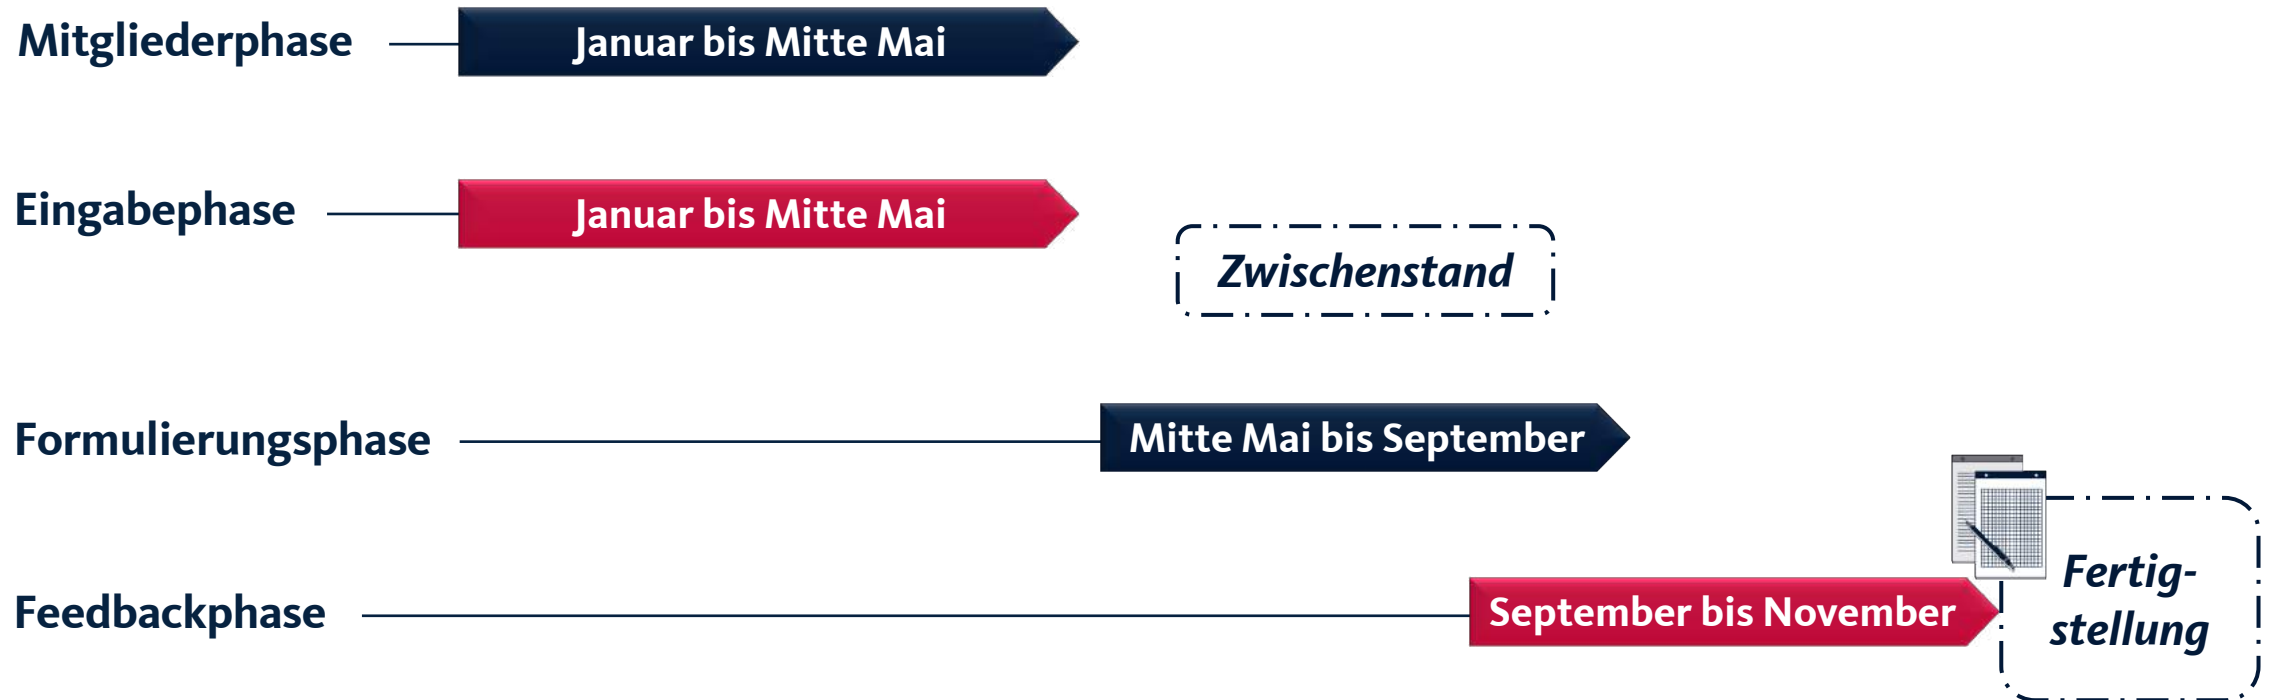 Mitgliederphase
Januar bis Mitte Mai
Eingabephase
Januar bis Mitte Mai
Zwischenstand
Formulierungsphase
Mitte Mai bis September
Feedbackphase
September bis November
Fertig-
stellung